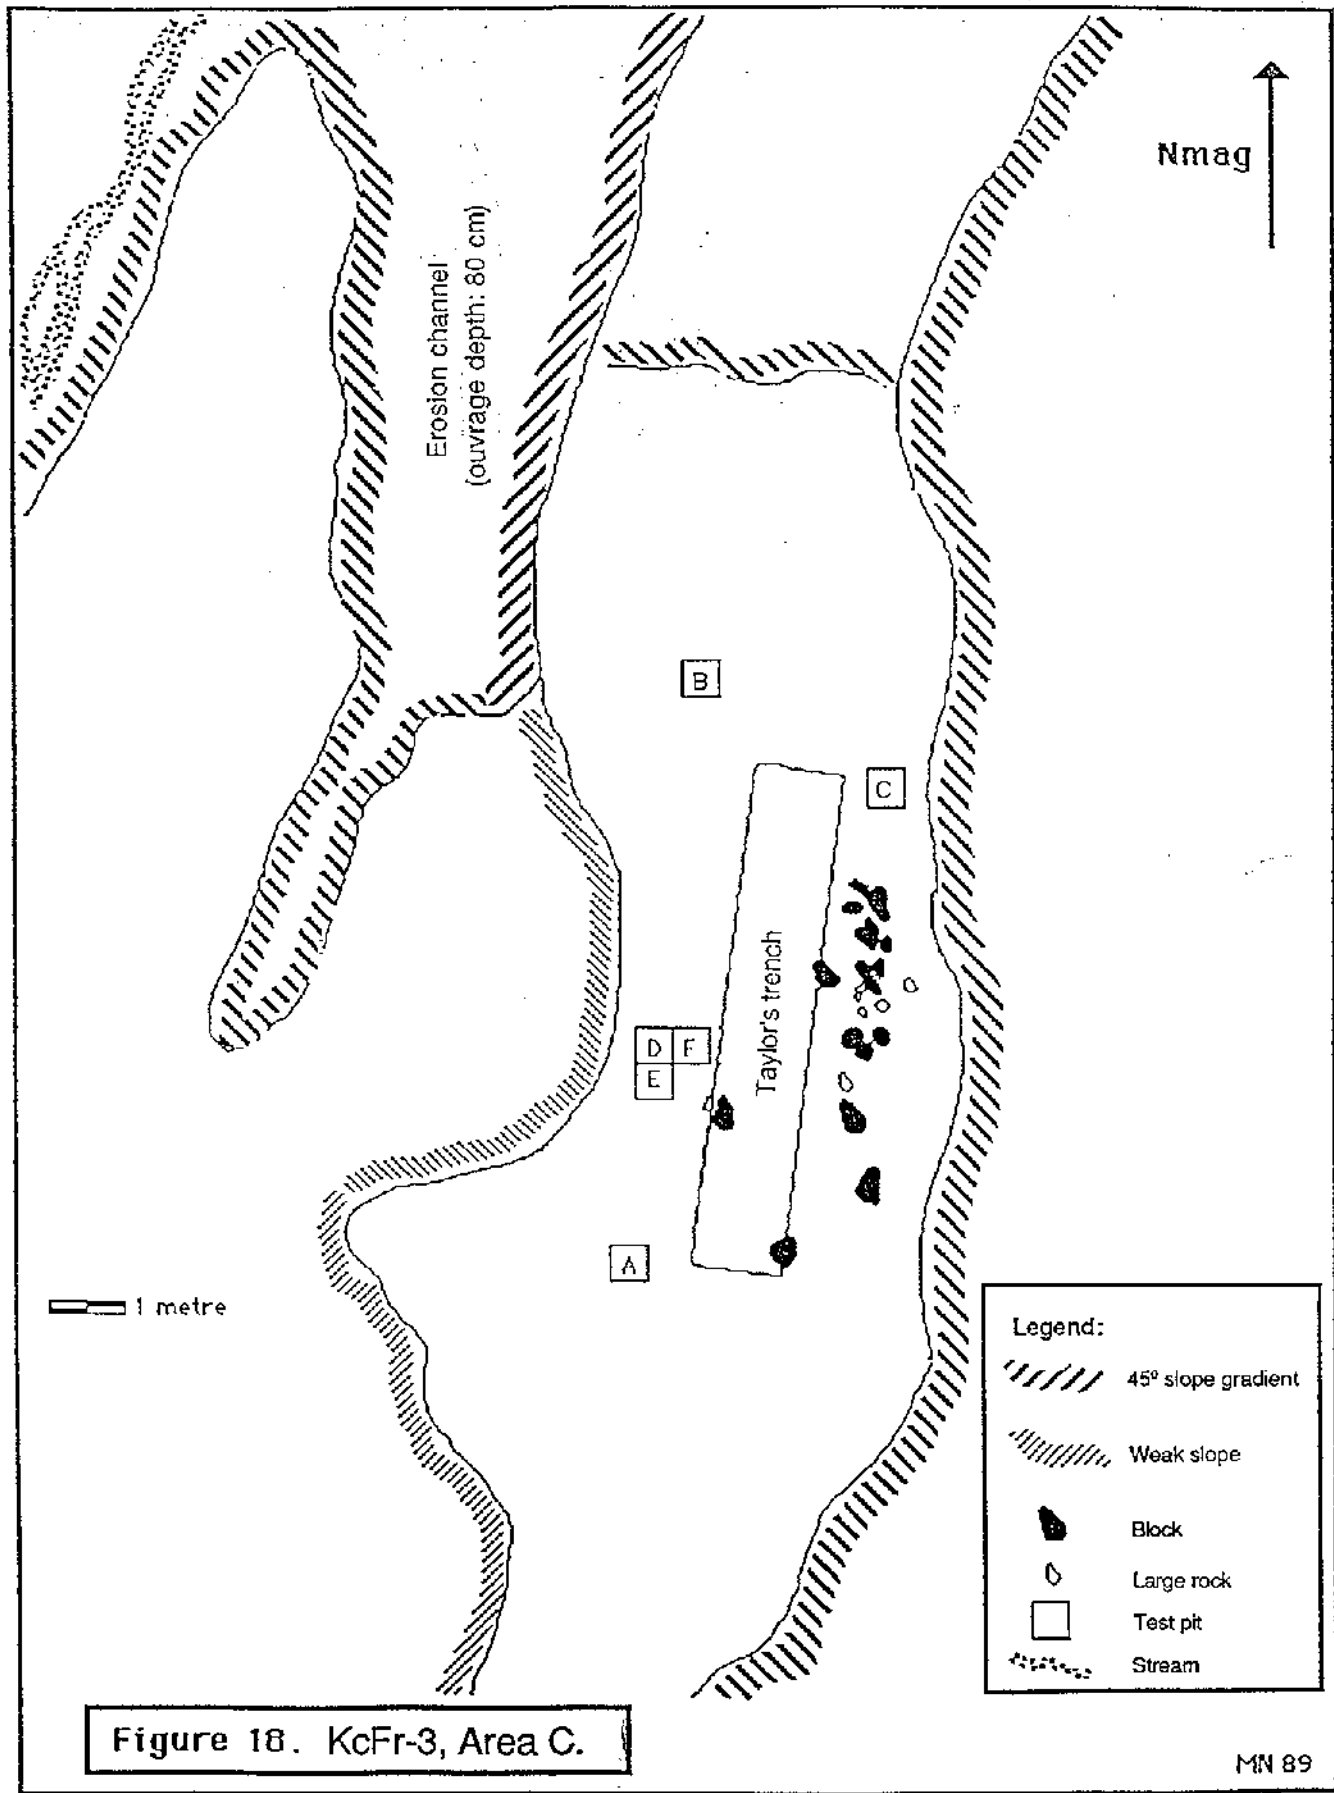 Nmag
Erosion channel
(ouvrage depth: 80 cm)
B
C
Taylor's trench
D F
E
A
1 metre
Legend:
45º slope gradient
Weak slope
Block
Large rock
Test pit
Stream
Figure 18. KcFr-3, Area C.
MN 89